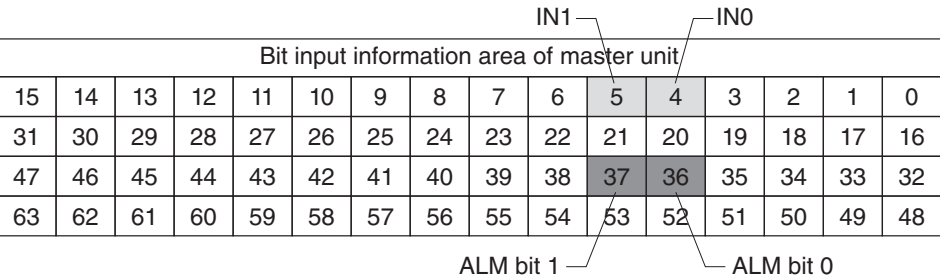 IN1 IN0
Bit input information area of master unit
15 14 13 12 11 10 9 8 7 6 5 4 3 2 1 0
31 30 29 28 27 26 25 24 23 22 21 20 19 18 17 16
47 46 45 44 43 42 41 40 39 38 37 36 35 34 33 32
63 62 61 60 59 58 57 56 55 54 53 52 51 50 49 48
ALM bit 1 ALM bit 0